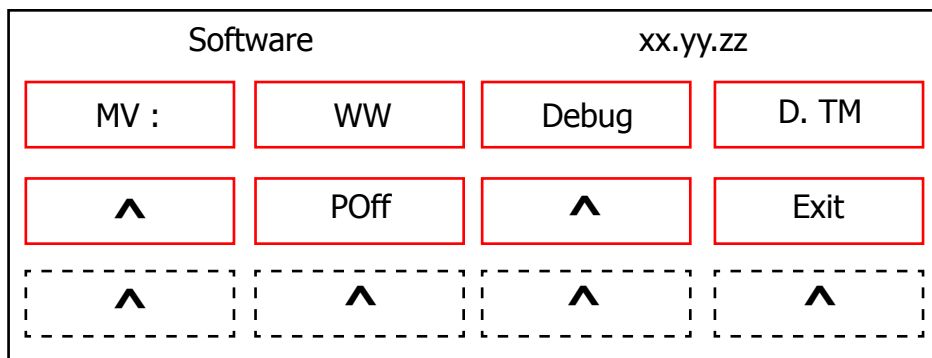 Software xx.yy.zz
MV : WW Debug D. TM
^ POff ^ Exit
^ ^ ^ ^